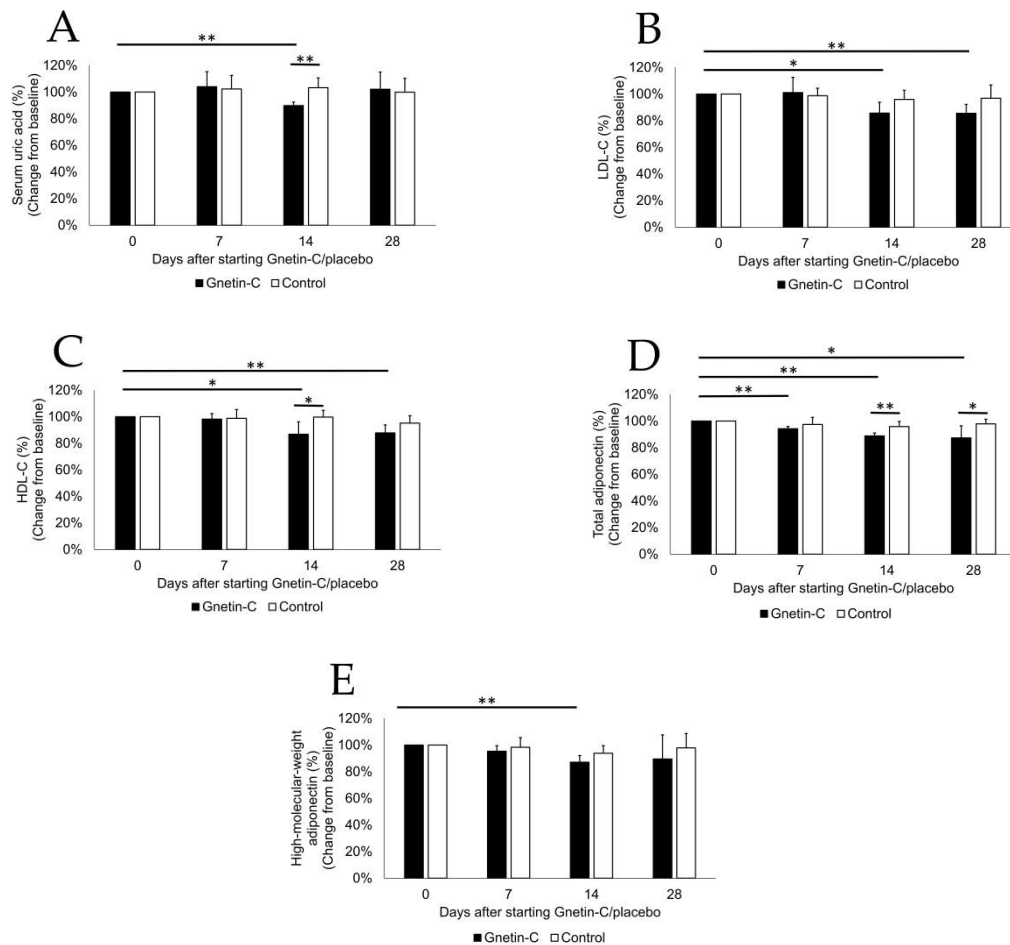 A
**
**
120%
100%
80%
60%
40%
20%
0%
Serum uric acid (%)
(Change from baseline)
0 7 14 28
Days after starting Gnetin-C/placebo
Gnetin-C Control
B
**
*
120%
100%
80%
60%
40%
20%
0%
LDL-C (%)
(Change from baseline)
0 7 14 28
Days after starting Gnetin-C/placebo
Gnetin-C Control
C
**
*
*
120%
100%
80%
60%
40%
20%
0%
HDL-C (%)
(Change from baseline)
0 7 14 28
Days after starting Gnetin-C/placebo
Gnetin-C Control
D
*
**
**
** *
120%
100%
80%
60%
40%
20%
0%
Total adiponectin (%)
(Change from baseline)
0 7 14 28
Days after starting Gnetin-C/placebo
Gnetin-C Control
E
**
120%
100%
80%
60%
40%
20%
0%
High-molecular-weight
adiponectin (%)
(Change from baseline)
0 7 14 28
Days after starting Gnetin-C/placebo
Gnetin-C Control